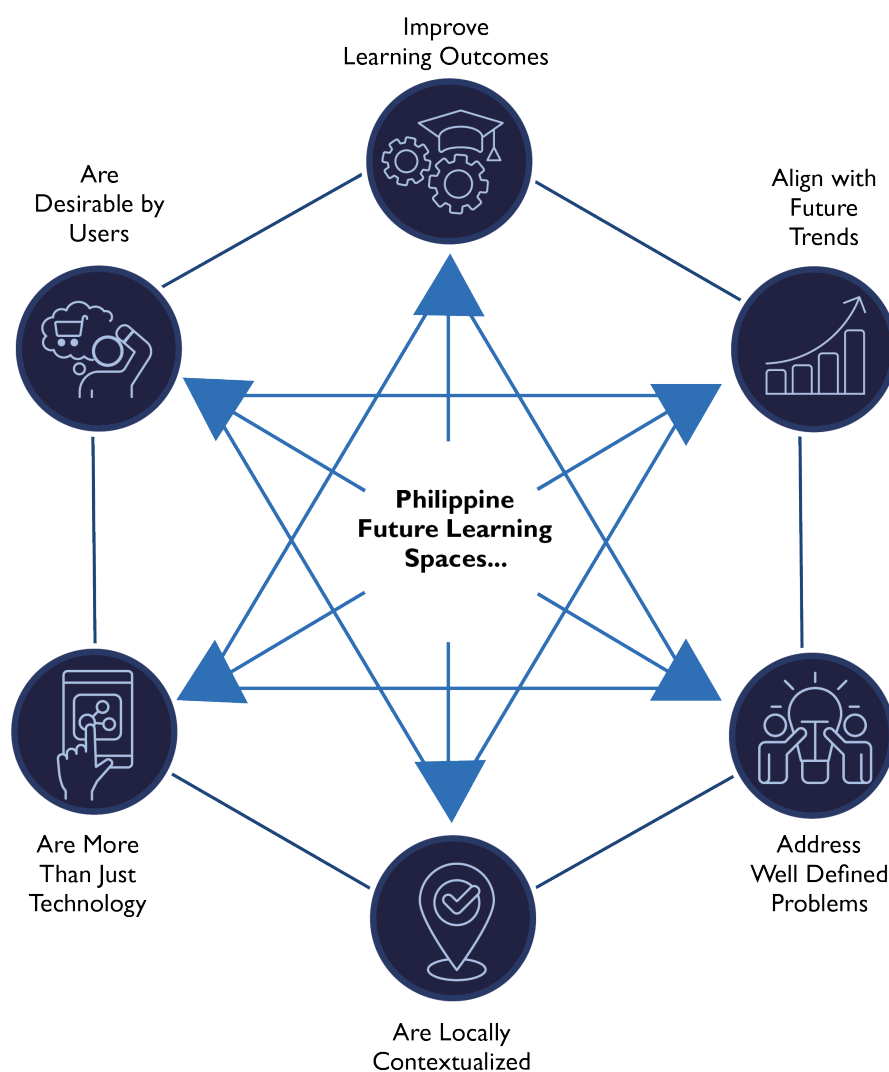 Improve
Learning Outcomes
Are
Desirable by
Users
Align with
Future
Trends
Philippine
Future Learning
Spaces...
Are More
Than Just
Technology
Address
Well Defined
Problems
Are Locally
Contextualized